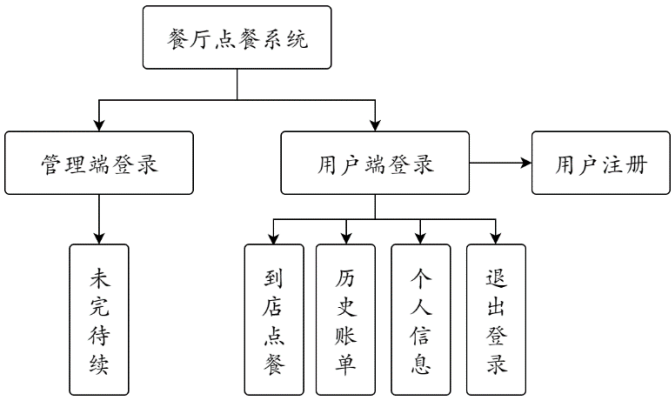 餐厅点餐系统
管理端登录
用户端登录
用户注册
未完待续
到店点餐
历史账单
个人信息
退出登录